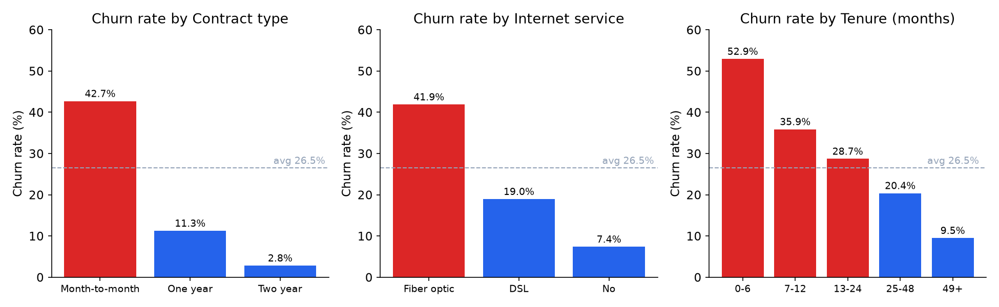 Churn rate by Contract type
Churn rate (%)
60
50
40
30
20
10
0
42.7%
11.3%
2.8%
avg 26.5%
Month-to-month
One year
Two year
Churn rate by Internet service
Churn rate (%)
60
50
40
30
20
10
0
41.9%
19.0%
7.4%
avg 26.5%
Fiber optic
DSL
No
Churn rate by Tenure (months)
Churn rate (%)
60
50
40
30
20
10
0
52.9%
35.9%
28.7%
20.4%
9.5%
avg 26.5%
0-6
7-12
13-24
25-48
49+